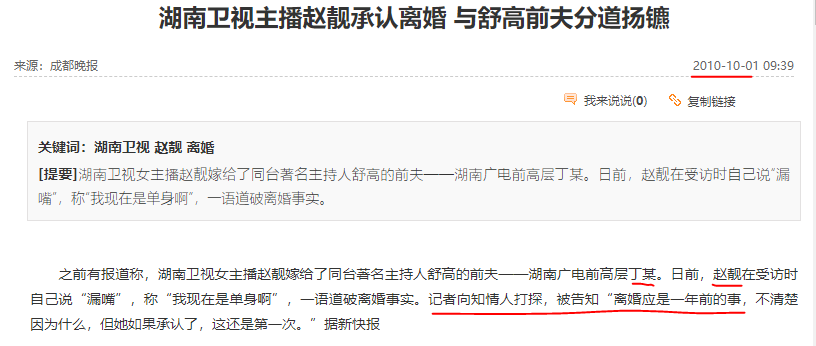 湖南卫视主播赵靓承认离婚 与舒高前夫分道扬镳
来源：成都晚报
2010-10-01 09:39
我来说说(0) 复制链接
关键词：湖南卫视 赵靓 离婚
[提要]湖南卫视女主播赵靓嫁给了同台著名主持人舒高的前夫——湖南广电前高层丁某。日前，赵靓在受访时自己说“漏
嘴”，称“我现在是单身啊”，一语道破离婚事实。
之前有报道称，湖南卫视女主播赵靓嫁给了同台著名主持人舒高的前夫——湖南广电前高层丁某。日前，赵靓在受访时
自己说“漏嘴”，称“我现在是单身啊”，一语道破离婚事实。记者向知情人打探，被告知“离婚应是一年前的事，不清楚
因为什么，但她如果承认了，这还是第一次。”据新快报